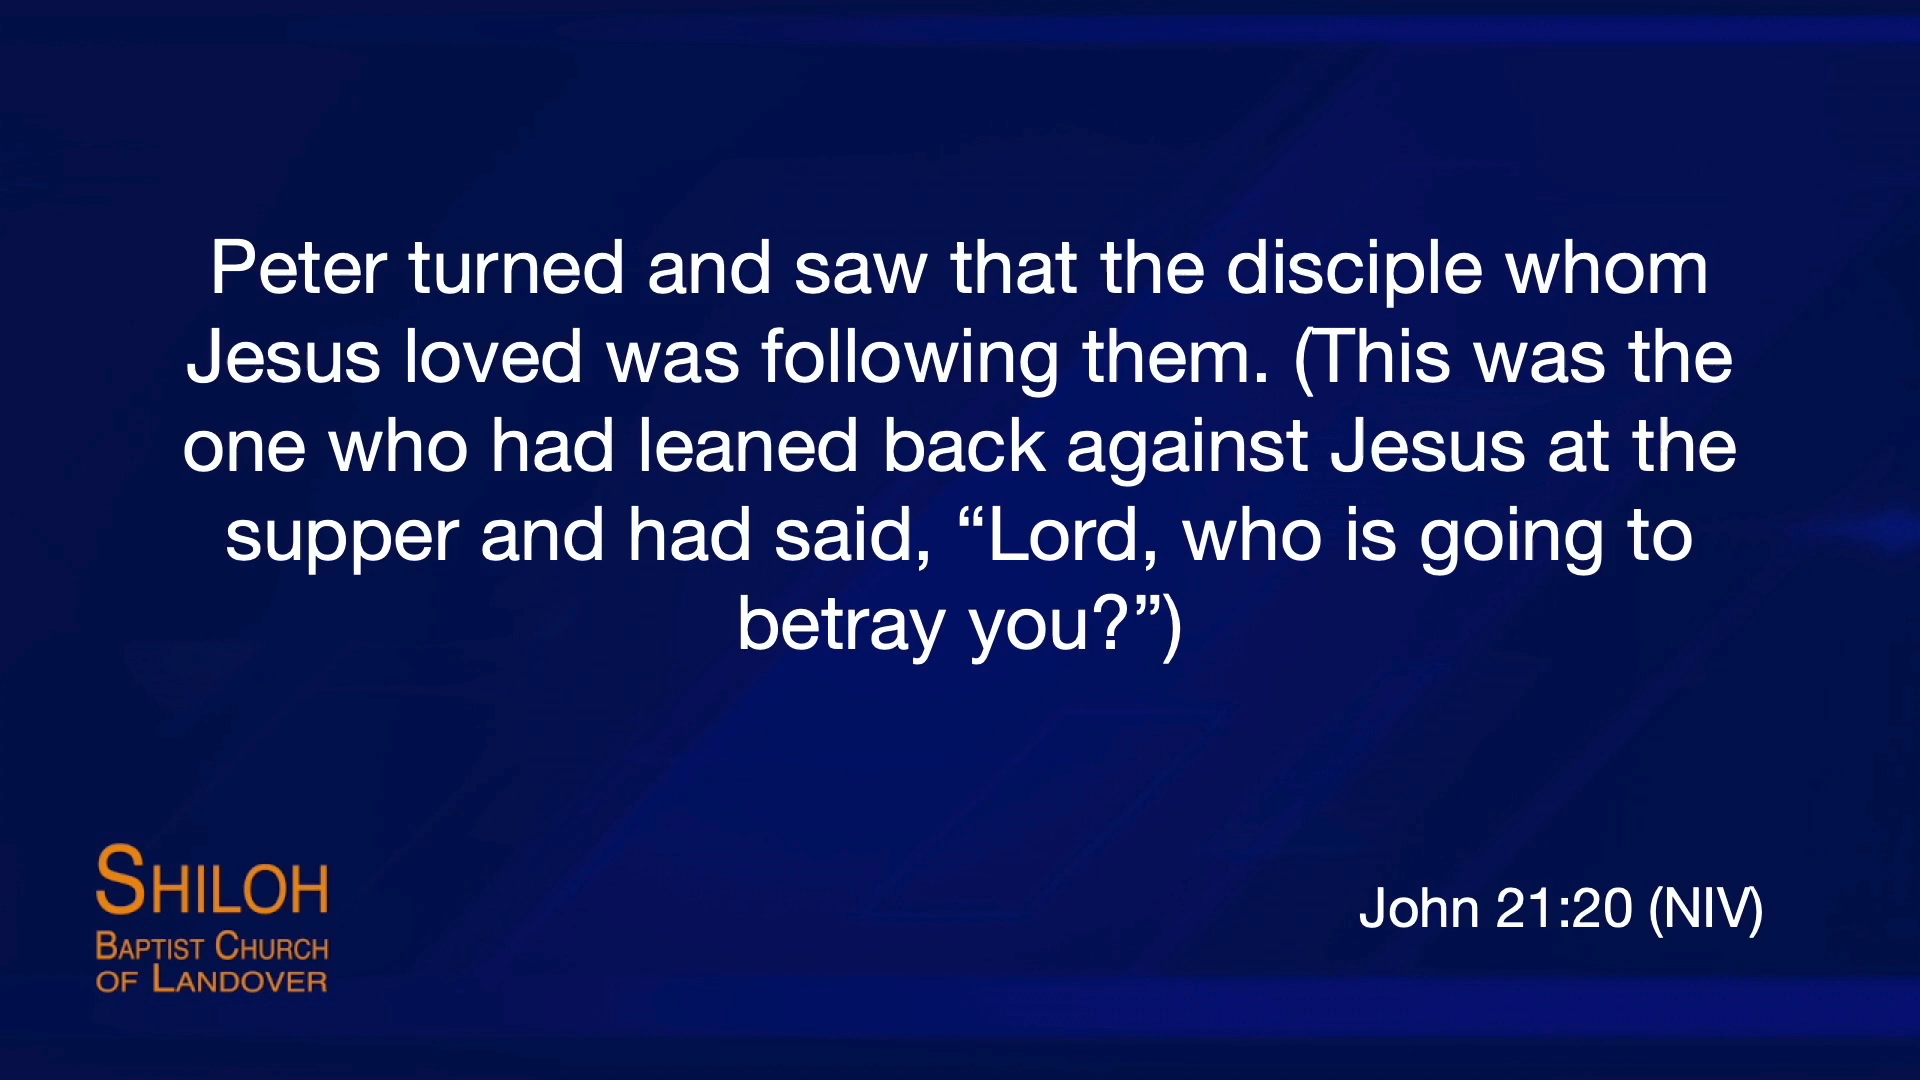 Peter turned and saw that the disciple whom
Jesus loved was following them. (This was the
one who had leaned back against Jesus at the
supper and had said, “Lord, who is going to
betray you?”)
SHILOH
BAPTIST CHURCH
OF LANDOVER
John 21:20 (NIV)